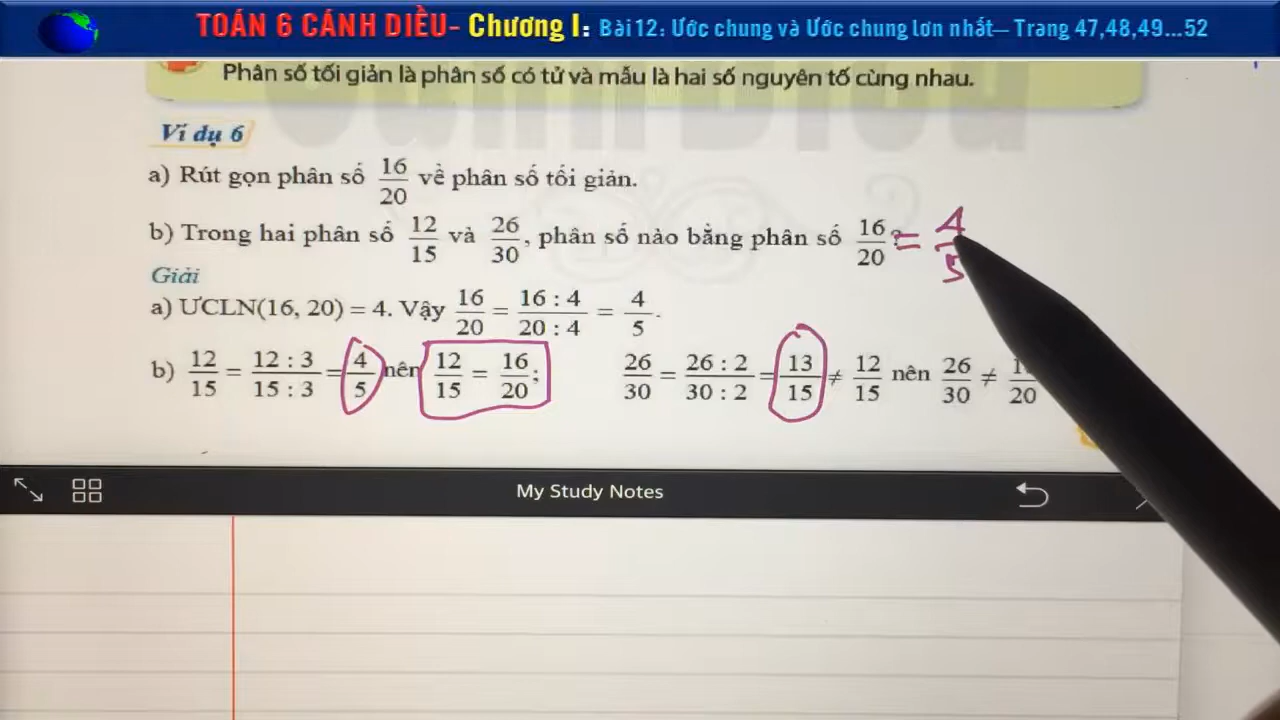 TOÁN 6 CÁNH DIỀU- Chương I: Bài 12: Ước chung và Ước chung lớn nhất– Trang 47,48,49...52
Phân số tối giản là phân số có tử và mẫu là hai số nguyên tố cùng nhau.
Ví dụ 6
a) Rút gọn phân số 16/20 về phân số tối giản.
b) Trong hai phân số 12/15 và 26/30, phân số nào bằng phân số 16/20? = 4/5
Giải
a) ƯCLN(16, 20) = 4. Vậy 16/20 = 16 : 4/20 : 4 = 4/5.
b) 12/15 = 12 : 3/15 : 3 = 4/5 nên 12/15 = 16/20; 26/30 = 26 : 2/30 : 2 = 13/15 ≠ 12/15 nên 26/30 ≠ /20
My Study Notes